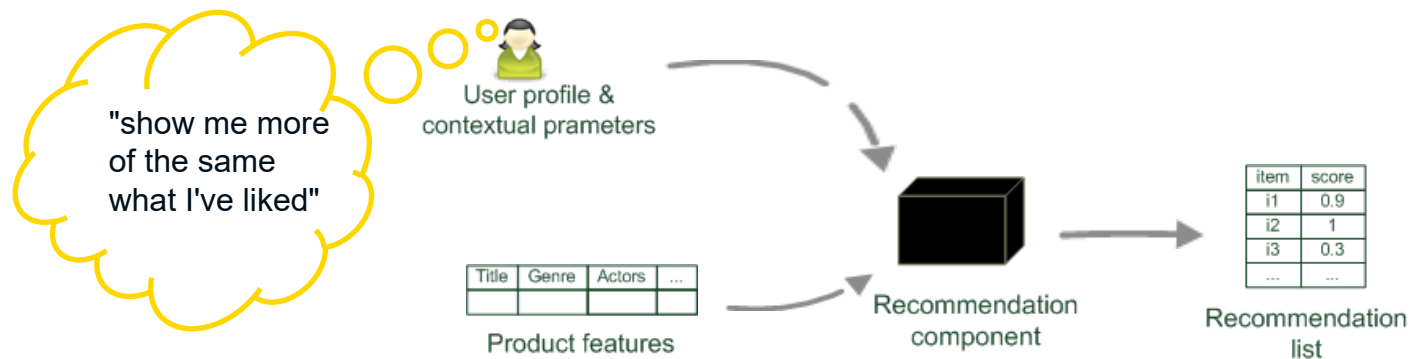 "show me more
of the same
what I've liked"
User profile &
contextual prameters
Title Genre Actors ...
Product features
Recommendation
component
item score
i1 0.9
i2 1
i3 0.3
... ...
Recommendation
list